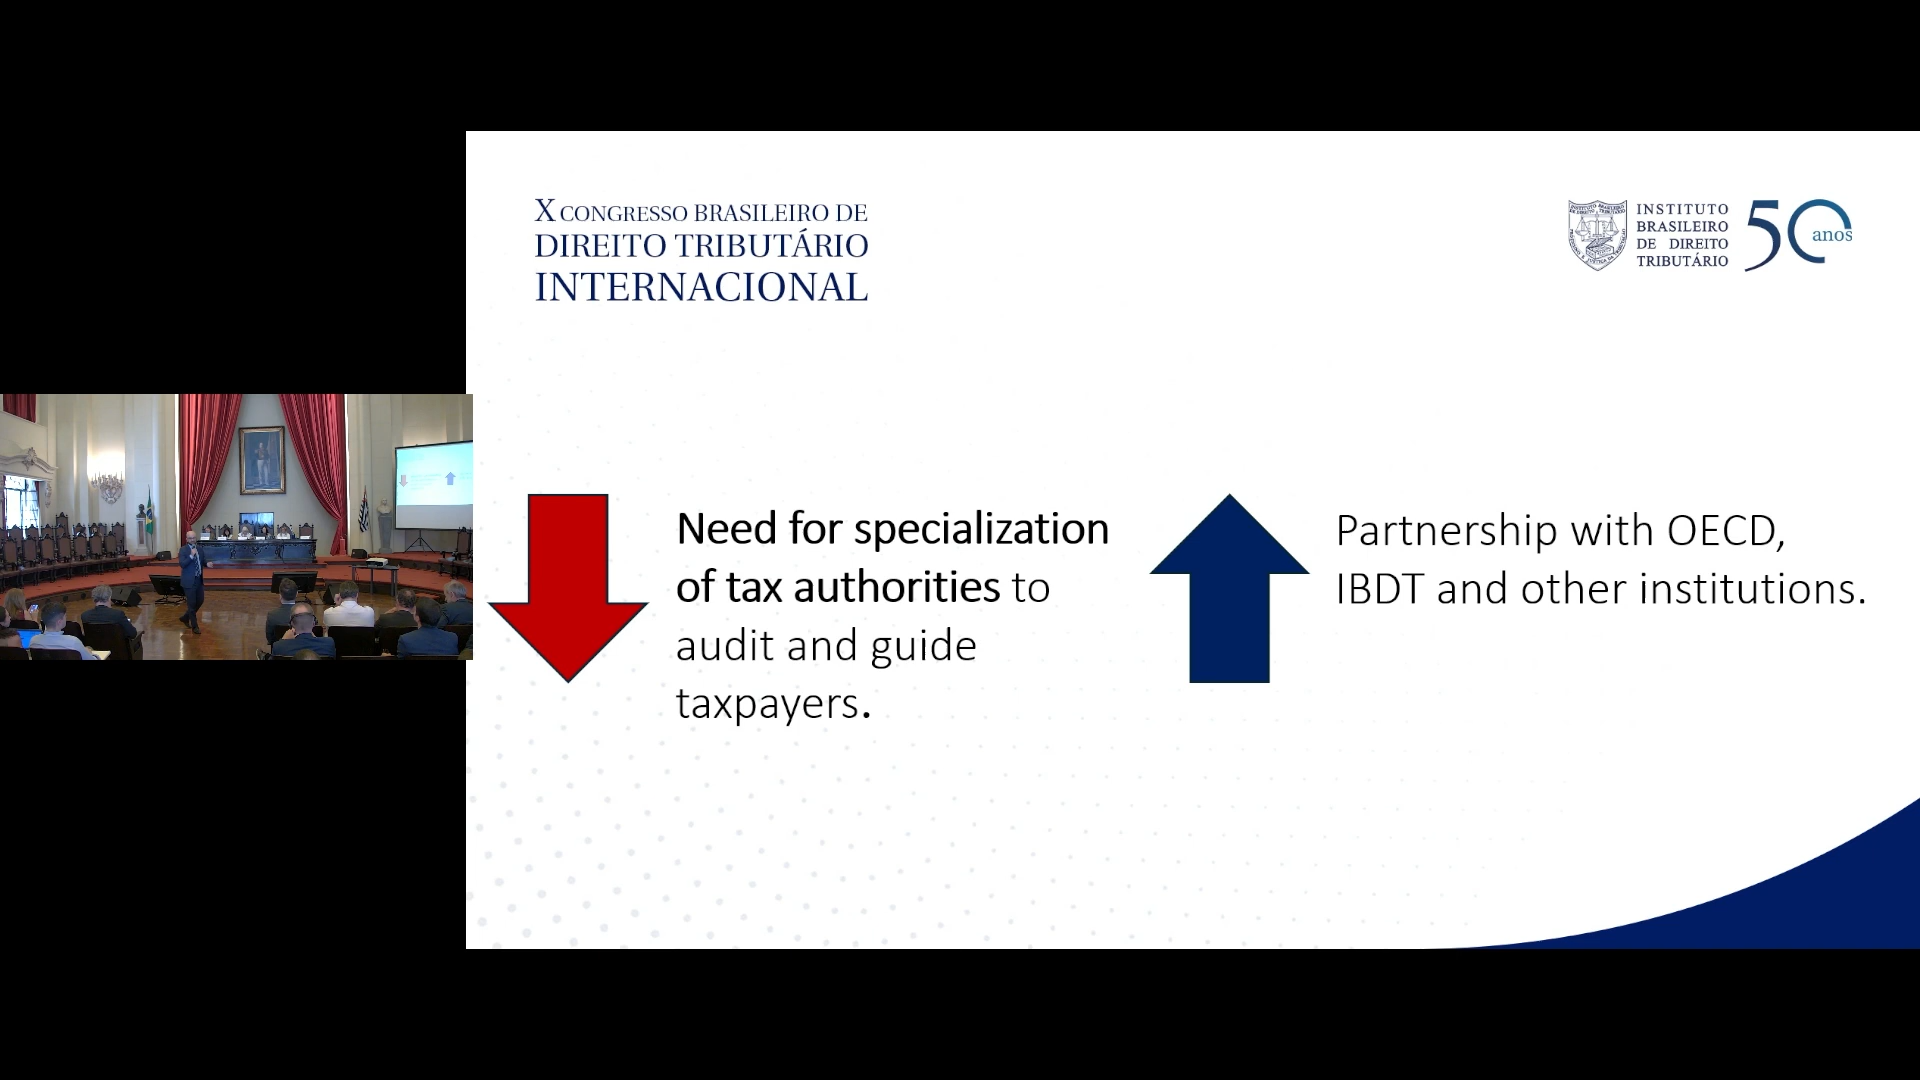 X CONGRESSO BRASILEIRO DE
DIREITO TRIBUTÁRIO
INTERNACIONAL
INSTITUTO
BRASILEIRO
DE DIREITO
TRIBUTÁRIO
50 anos
Need for specialization
of tax authorities to
audit and guide
taxpayers.
Partnership with OECD,
IBDT and other institutions.